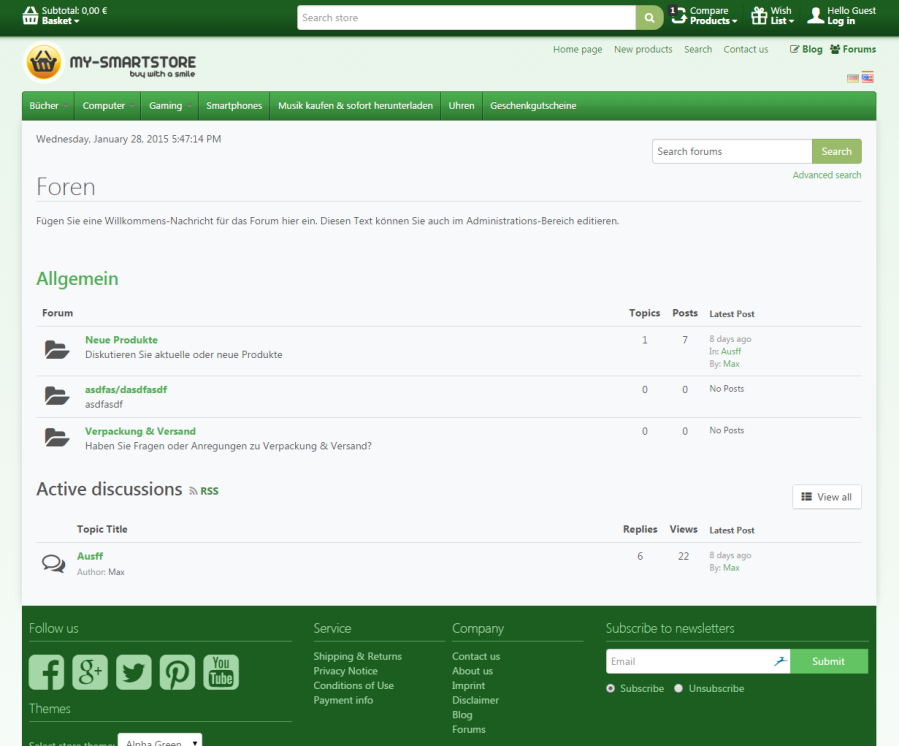 Subtotal: 0,00 €
Basket
Search store
1
Compare
Products
Wish
List
Hello Guest
Log in
MY-SMARTSTORE
buy with a smile
Home page New products Search Contact us Blog Forums
Bücher Computer Gaming Smartphones Musik kaufen & sofort herunterladen Uhren Geschenkgutscheine
Wednesday, January 28, 2015 5:47:14 PM
Search forums Search
Advanced search
Foren
Fügen Sie eine Willkommens-Nachricht für das Forum hier ein. Diesen Text können Sie auch im Administrations-Bereich editieren.
Allgemein
Forum Topics Posts Latest Post
Neue Produkte 1 7 8 days ago
Diskutieren Sie aktuelle oder neue Produkte In: Ausff
By: Max
asdfas/dasdfasdf 0 0 No Posts
asdfasdf
Verpackung & Versand 0 0 No Posts
Haben Sie Fragen oder Anregungen zu Verpackung & Versand?
Active discussions RSS View all
Topic Title Replies Views Latest Post
Ausff 6 22 8 days ago
Author: Max By: Max
Follow us
f g+ P You Tube
Themes
Select store theme: Alpha Green
Service
Shipping & Returns
Privacy Notice
Conditions of Use
Payment info
Company
Contact us
About us
Imprint
Disclaimer
Blog
Forums
Subscribe to newsletters
Email Submit
Subscribe Unsubscribe